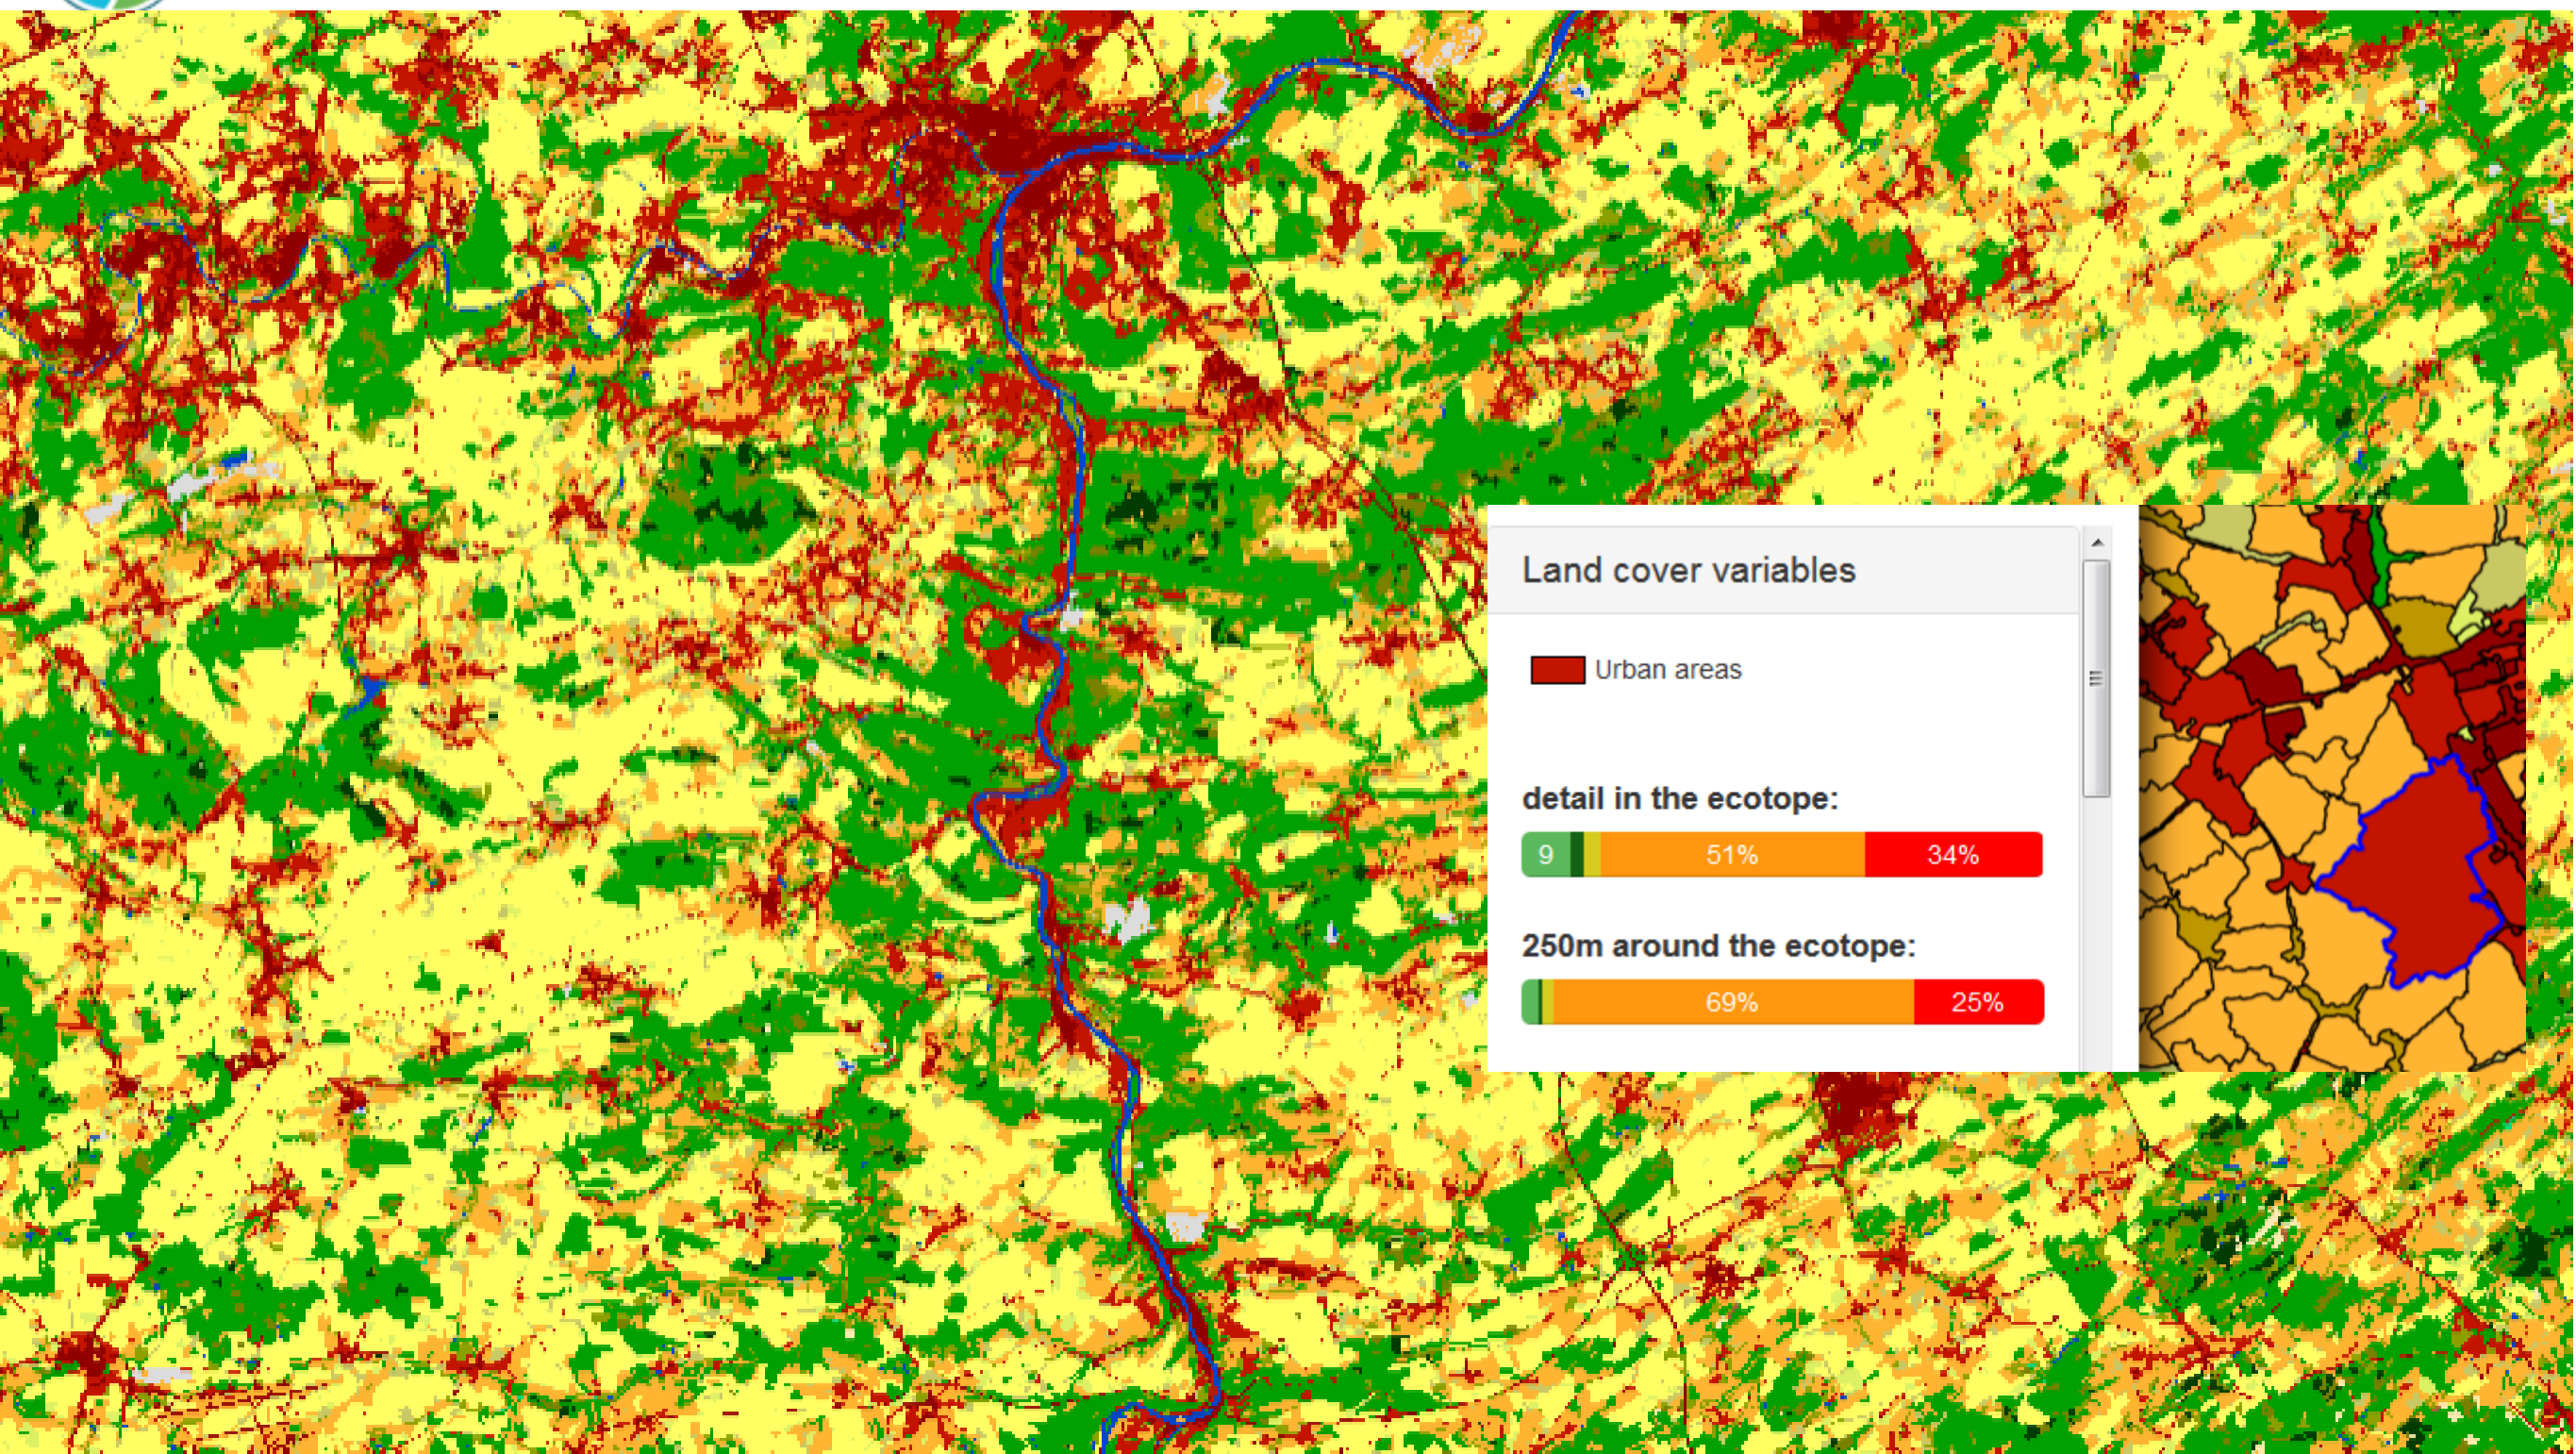 Land cover variables
Urban areas
detail in the ecotope:
9 51% 34%
250m around the ecotope:
69% 25%